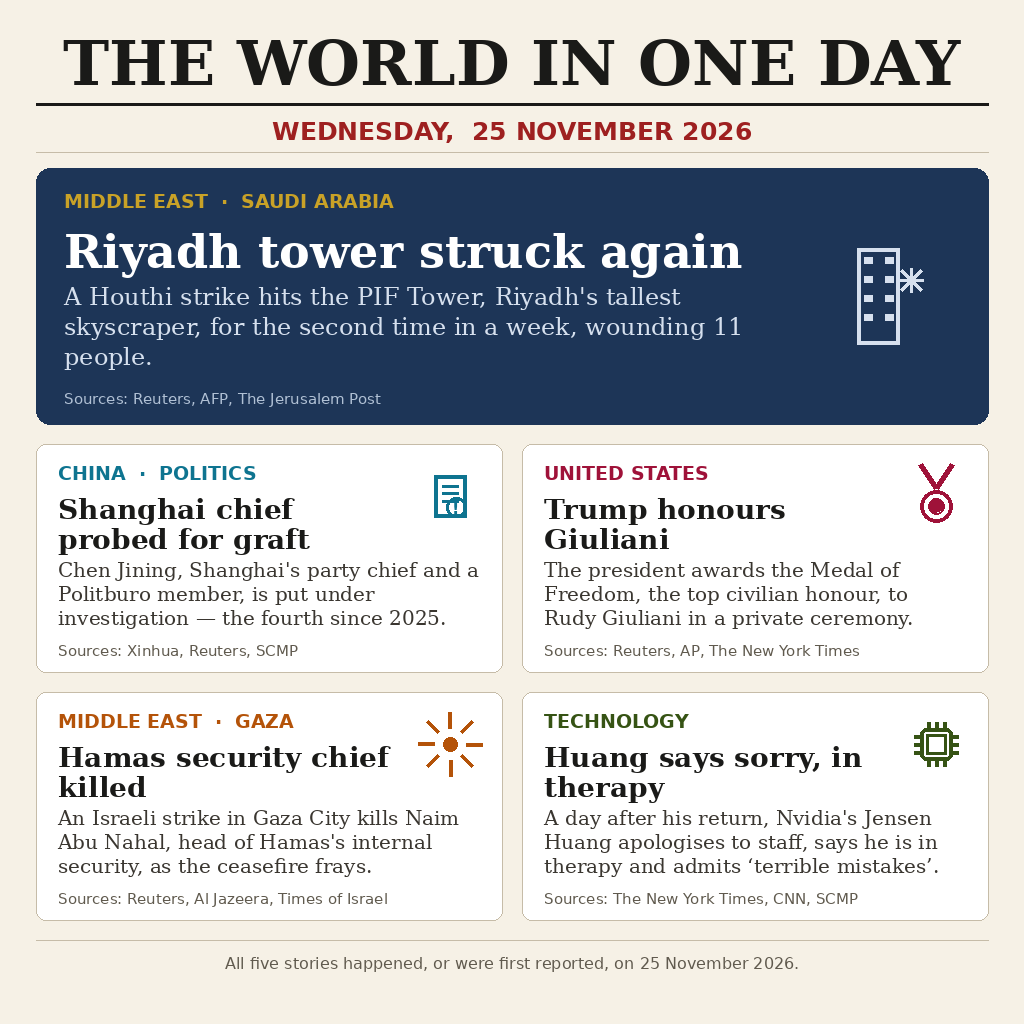 THE WORLD IN ONE DAY
WEDNESDAY, 25 NOVEMBER 2026
MIDDLE EAST · SAUDI ARABIA
Riyadh tower struck again
A Houthi strike hits the PIF Tower, Riyadh's tallest
skyscraper, for the second time in a week, wounding 11
people.
Sources: Reuters, AFP, The Jerusalem Post
CHINA · POLITICS
Shanghai chief
probed for graft
Chen Jining, Shanghai's party chief and a
Politburo member, is put under
investigation — the fourth since 2025.
Sources: Xinhua, Reuters, SCMP
UNITED STATES
Trump honours
Giuliani
The president awards the Medal of
Freedom, the top civilian honour, to
Rudy Giuliani in a private ceremony.
Sources: Reuters, AP, The New York Times
MIDDLE EAST · GAZA
Hamas security chief
killed
An Israeli strike in Gaza City kills Naim
Abu Nahal, head of Hamas's internal
security, as the ceasefire frays.
Sources: Reuters, Al Jazeera, Times of Israel
TECHNOLOGY
Huang says sorry, in
therapy
A day after his return, Nvidia's Jensen
Huang apologises to staff, says he is in
therapy and admits ‘terrible mistakes’.
Sources: The New York Times, CNN, SCMP
All five stories happened, or were first reported, on 25 November 2026.